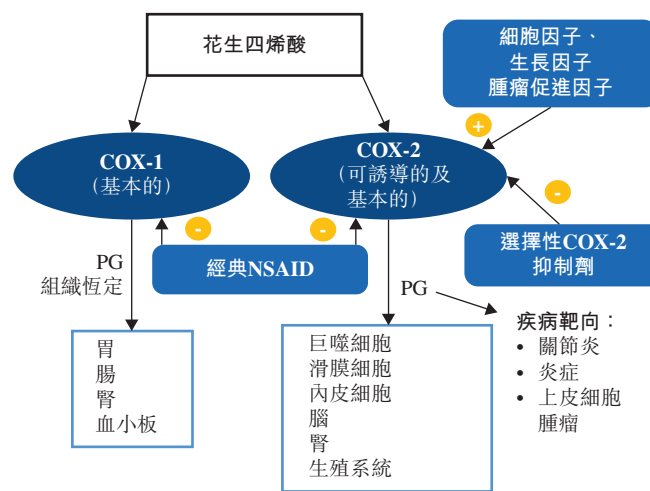 花生四烯酸
細胞因子、
生長因子
腫瘤促進因子
+
COX-1
(基本的)
COX-2
(可誘導的及
基本的)
-
-
-
經典NSAID
選擇性COX-2
抑制劑
PG
組織恆定
PG
胃
腸
腎
血小板
巨噬細胞
滑膜細胞
內皮細胞
腦
腎
生殖系統
疾病靶向：
• 關節炎
• 炎症
• 上皮細胞
腫瘤